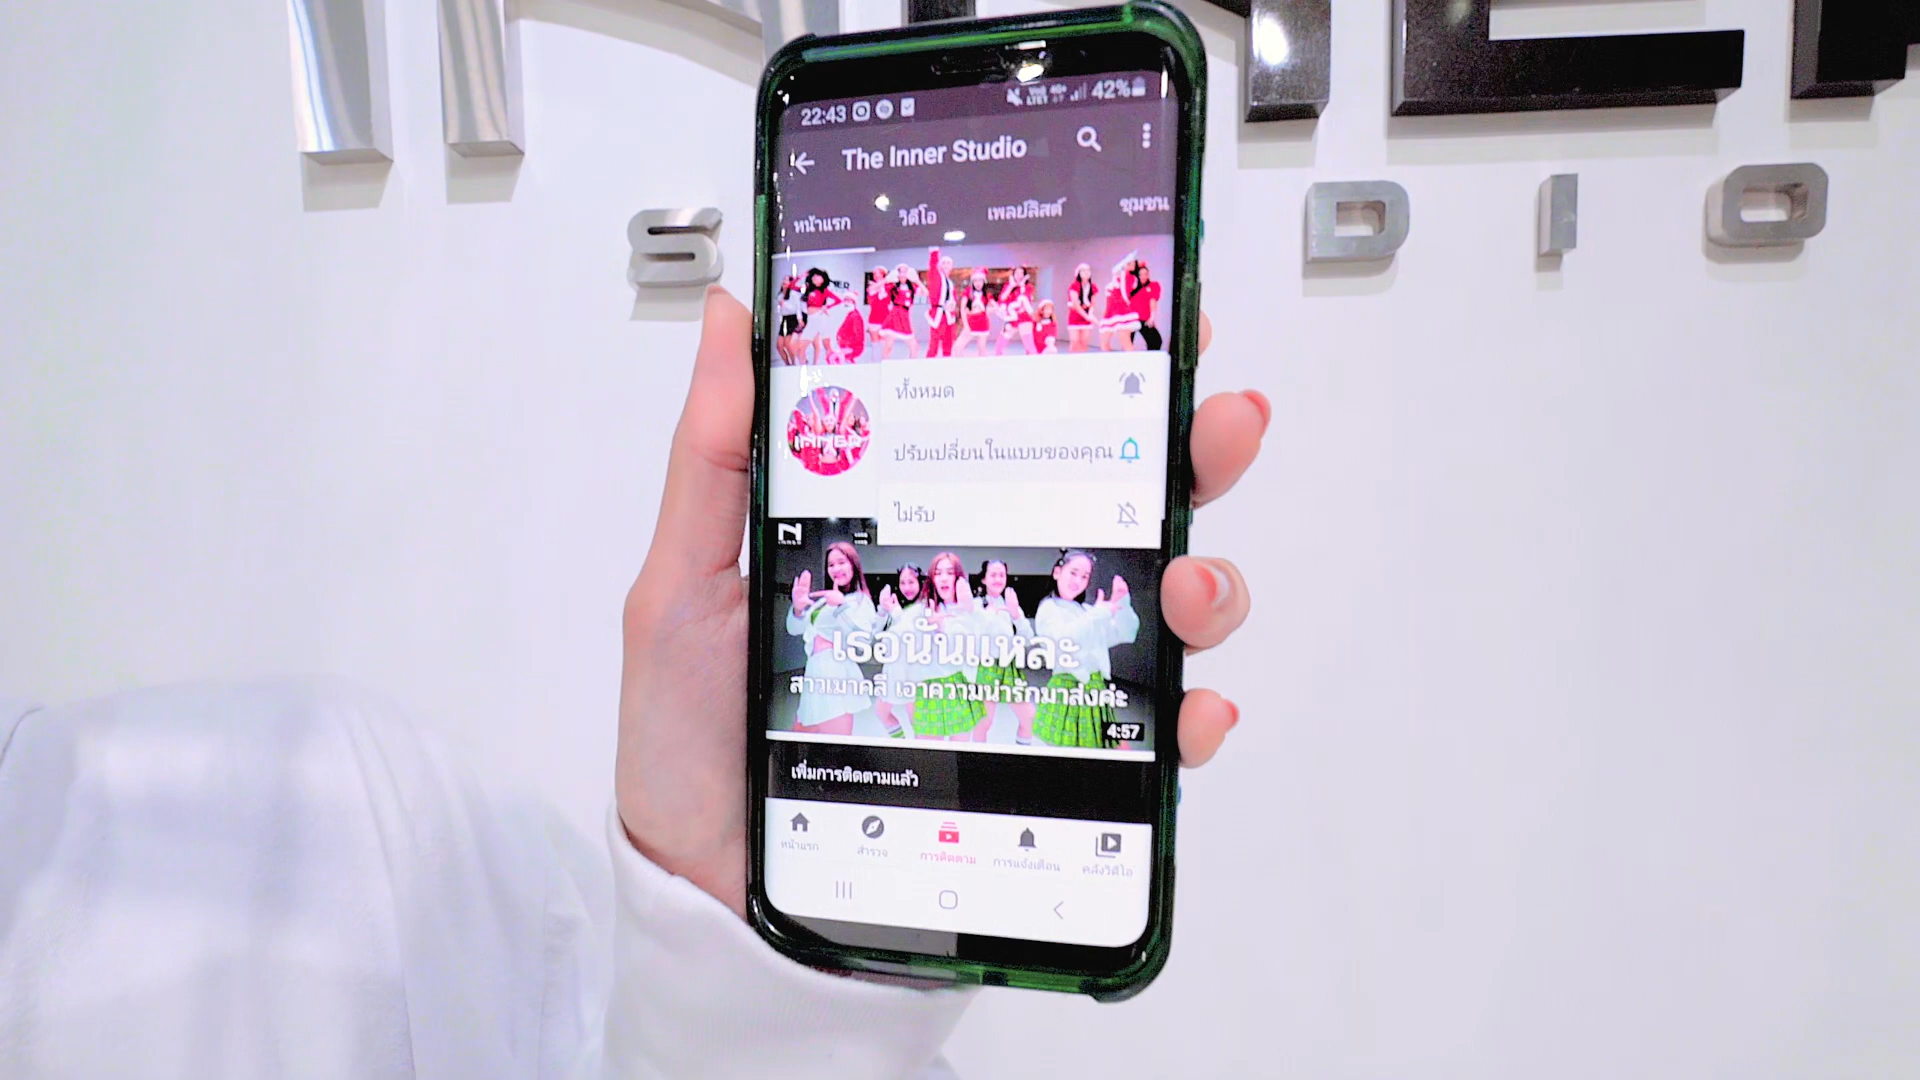 INNER
S DIO
22:43 42%
The Inner Studio
หน้าแรก วิดีโอ เพลย์ลิสต์ ชุมชน
ทั้งหมด
INNER
ปรับเปลี่ยนในแบบของคุณ
ไม่รับ
เธอนั่นแหละ
สาวเมาคลี เอาความน่ารักมาส่งค่ะ
4:57
เพิ่มการติดตามแล้ว
หน้าแรก สำรวจ การติดตาม การแจ้งเตือน คลังวิดีโอ